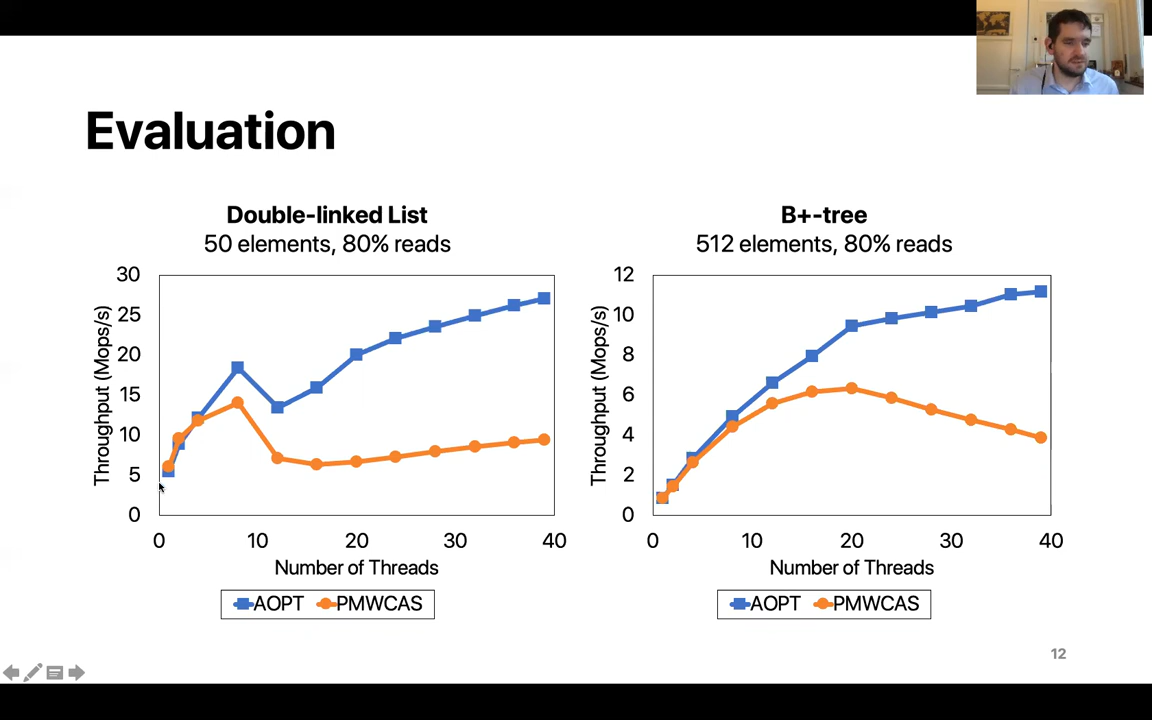 Evaluation
Double-linked List
50 elements, 80% reads
Throughput (Mops/s)
30
25
20
15
10
5
0
0 10 20 30 40
Number of Threads
AOPT PMWCAS
B+-tree
512 elements, 80% reads
Throughput (Mops/s)
12
10
8
6
4
2
0
0 10 20 30 40
Number of Threads
AOPT PMWCAS
12